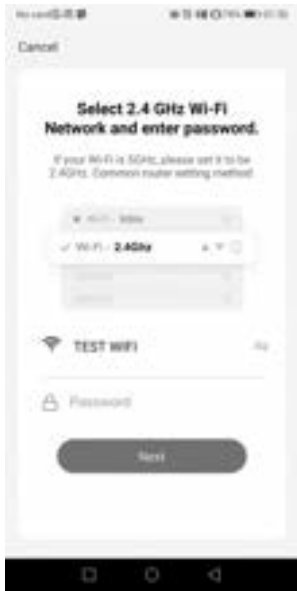 Cancel
Select 2.4 GHz Wi-Fi
Network and enter password.
If your Wi-Fi is 5GHz, please set it to be
2.4GHz. Common router setting method
Wi-Fi - 5Ghz
Wi-Fi - 2.4Ghz
TEST WIFI
Password
Next